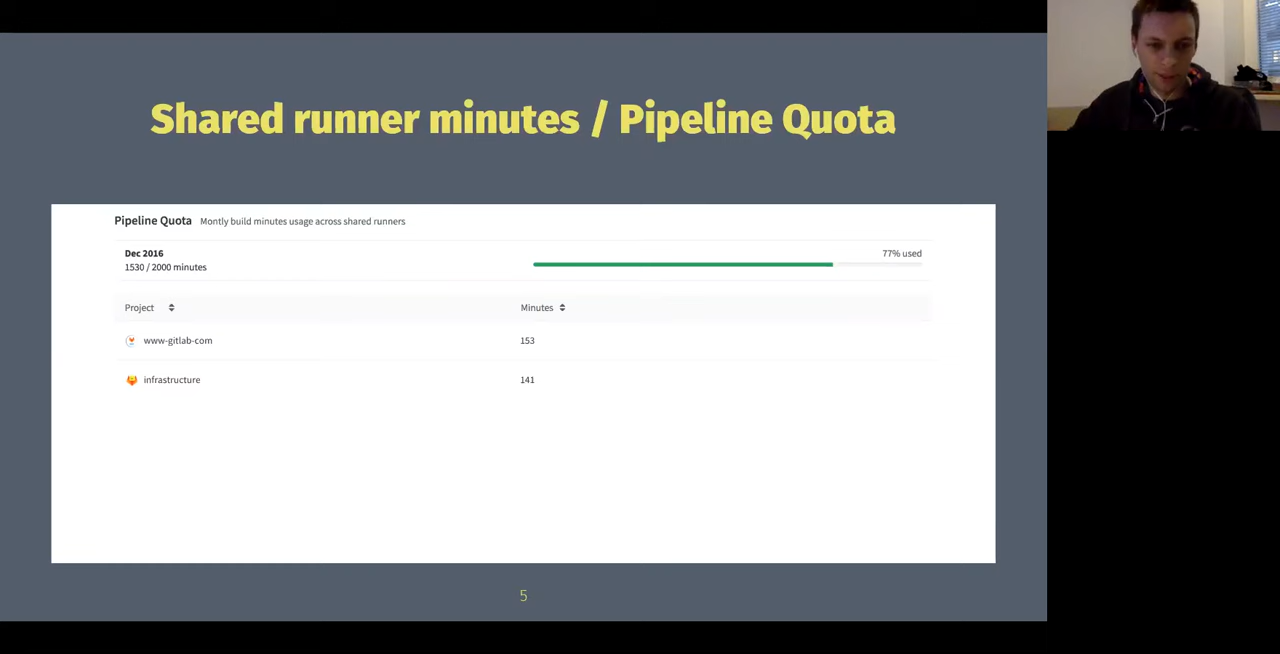 Shared runner minutes / Pipeline Quota
Pipeline Quota Montly build minutes usage across shared runners
Dec 2016 77% used
1530 / 2000 minutes
Project Minutes
www-gitlab-com 153
infrastructure 141
5